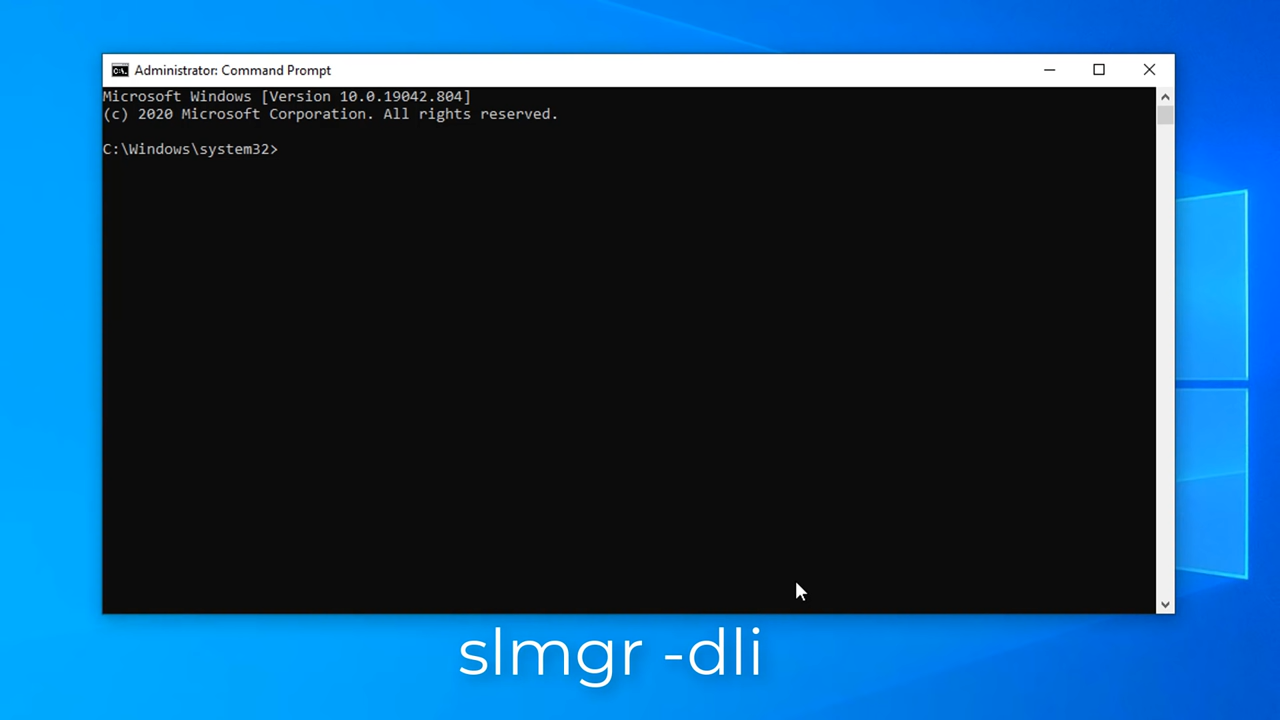 Administrator: Command Prompt
Microsoft Windows [Version 10.0.19042.804]
(c) 2020 Microsoft Corporation. All rights reserved.
C:\Windows\system32>
slmgr -dli